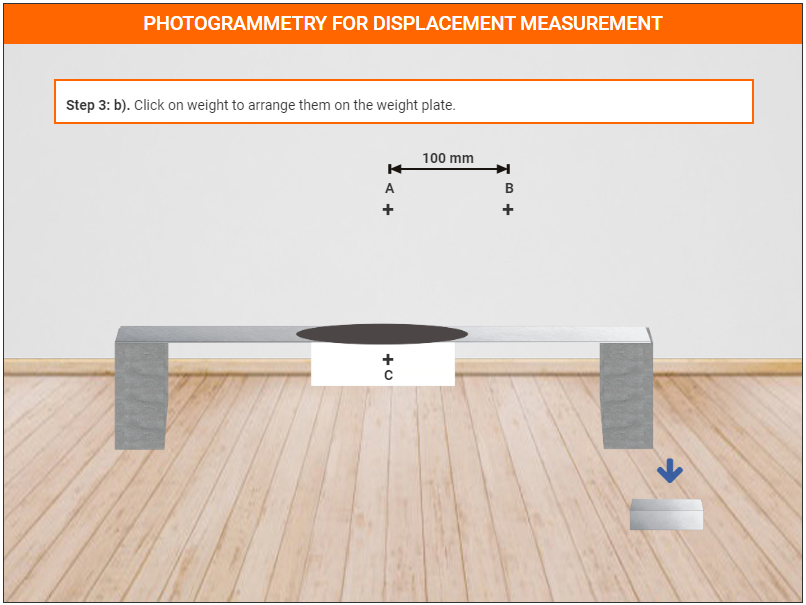 PHOTOGRAMMETRY FOR DISPLACEMENT MEASUREMENT
Step 3: b). Click on weight to arrange them on the weight plate.
100 mm
A B
C